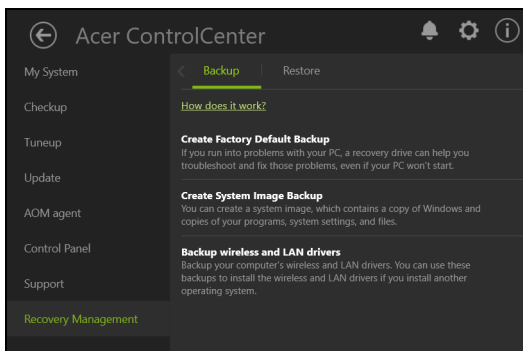 Acer ControlCenter
My System
Checkup
Tuneup
Update
AOM agent
Control Panel
Support
Recovery Management
Backup
Restore
How does it work?
Create Factory Default Backup
If you run into problems with your PC, a recovery drive can help you
troubleshoot and fix those problems, even if your PC won't start.
Create System Image Backup
You can create a system image, which contains a copy of Windows and
copies of your programs, system settings, and files.
Backup wireless and LAN drivers
Backup your computer's wireless and LAN drivers. You can use these
backups to install the wireless and LAN drivers if you install another
operating system.